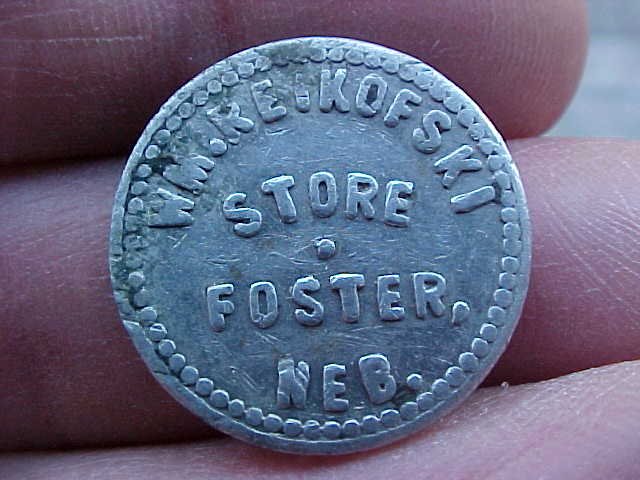 WM. REIKOFSKI
STORE
FOSTER,
NEB.